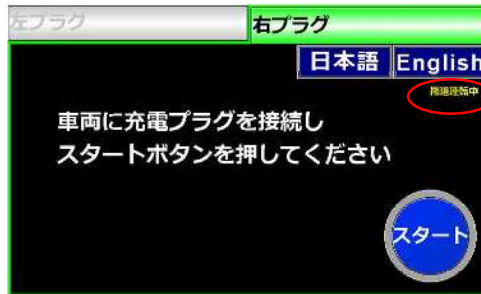 左プラグ
右プラグ
日本語 English
車両に充電プラグを接続し
スタートボタンを押してください
スタート